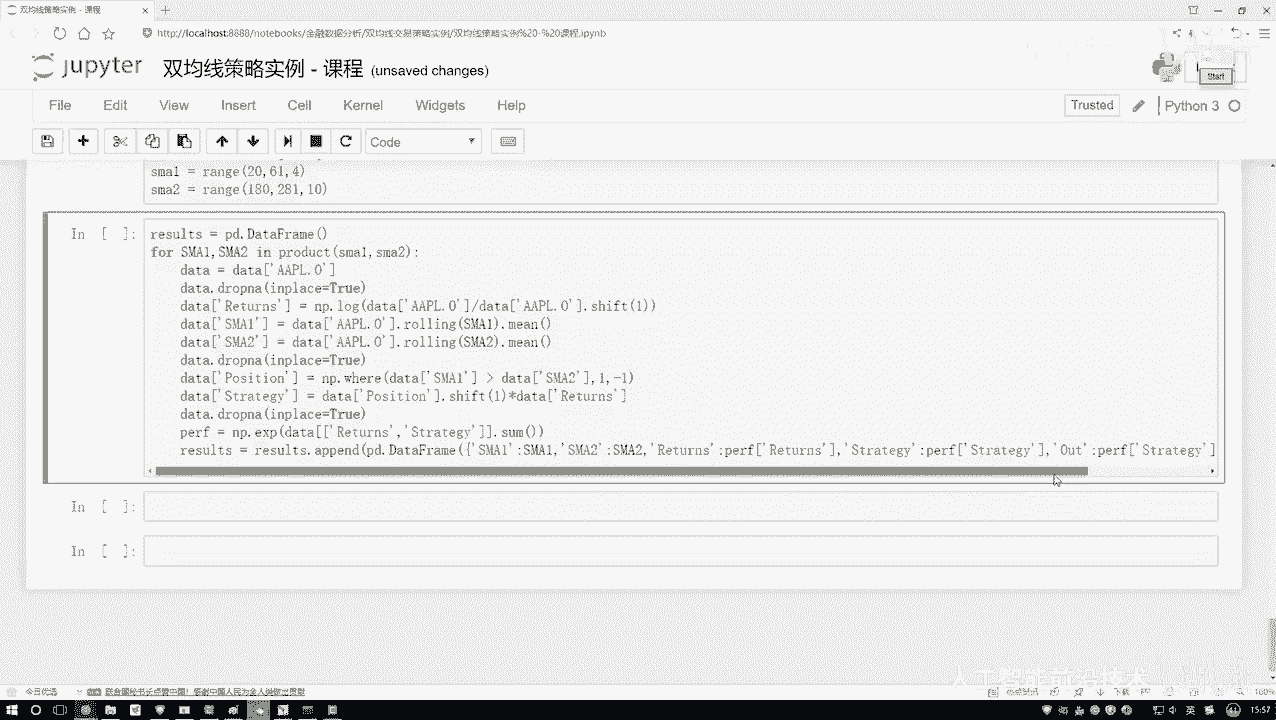 双均线策略实例 - 课程
http://localhost:8888/notebooks/金融数据分析/双均线交易策略实例/双均线策略实例%20-%20课程.ipynb
jupyter 双均线策略实例 - 课程 (unsaved changes)
Start
File Edit View Insert Cell Kernel Widgets Help
Trusted Python 3
Code
sma1 = range(20,61,4)
sma2 = range(180,281,10)
In [ ]:
results = pd.DataFrame()
for SMA1,SMA2 in product(sma1,sma2):
data = data['AAPL.O']
data.dropna(inplace=True)
data['Returns'] = np.log(data['AAPL.O']/data['AAPL.O'].shift(1))
data['SMA1'] = data['AAPL.O'].rolling(SMA1).mean()
data['SMA2'] = data['AAPL.O'].rolling(SMA2).mean()
data.dropna(inplace=True)
data['Position'] = np.where(data['SMA1'] > data['SMA2'],1,-1)
data['Strategy'] = data['Position'].shift(1)*data['Returns']
data.dropna(inplace=True)
perf = np.exp(data[['Returns','Strategy']].sum())
results = results.append(pd.DataFrame({'SMA1':SMA1,'SMA2':SMA2,'Returns':perf['Returns'],'Strategy':perf['Strategy'],'Out':perf['Strategy']
In [ ]:
In [ ]:
人工智能前沿技术
160%
英
15:57